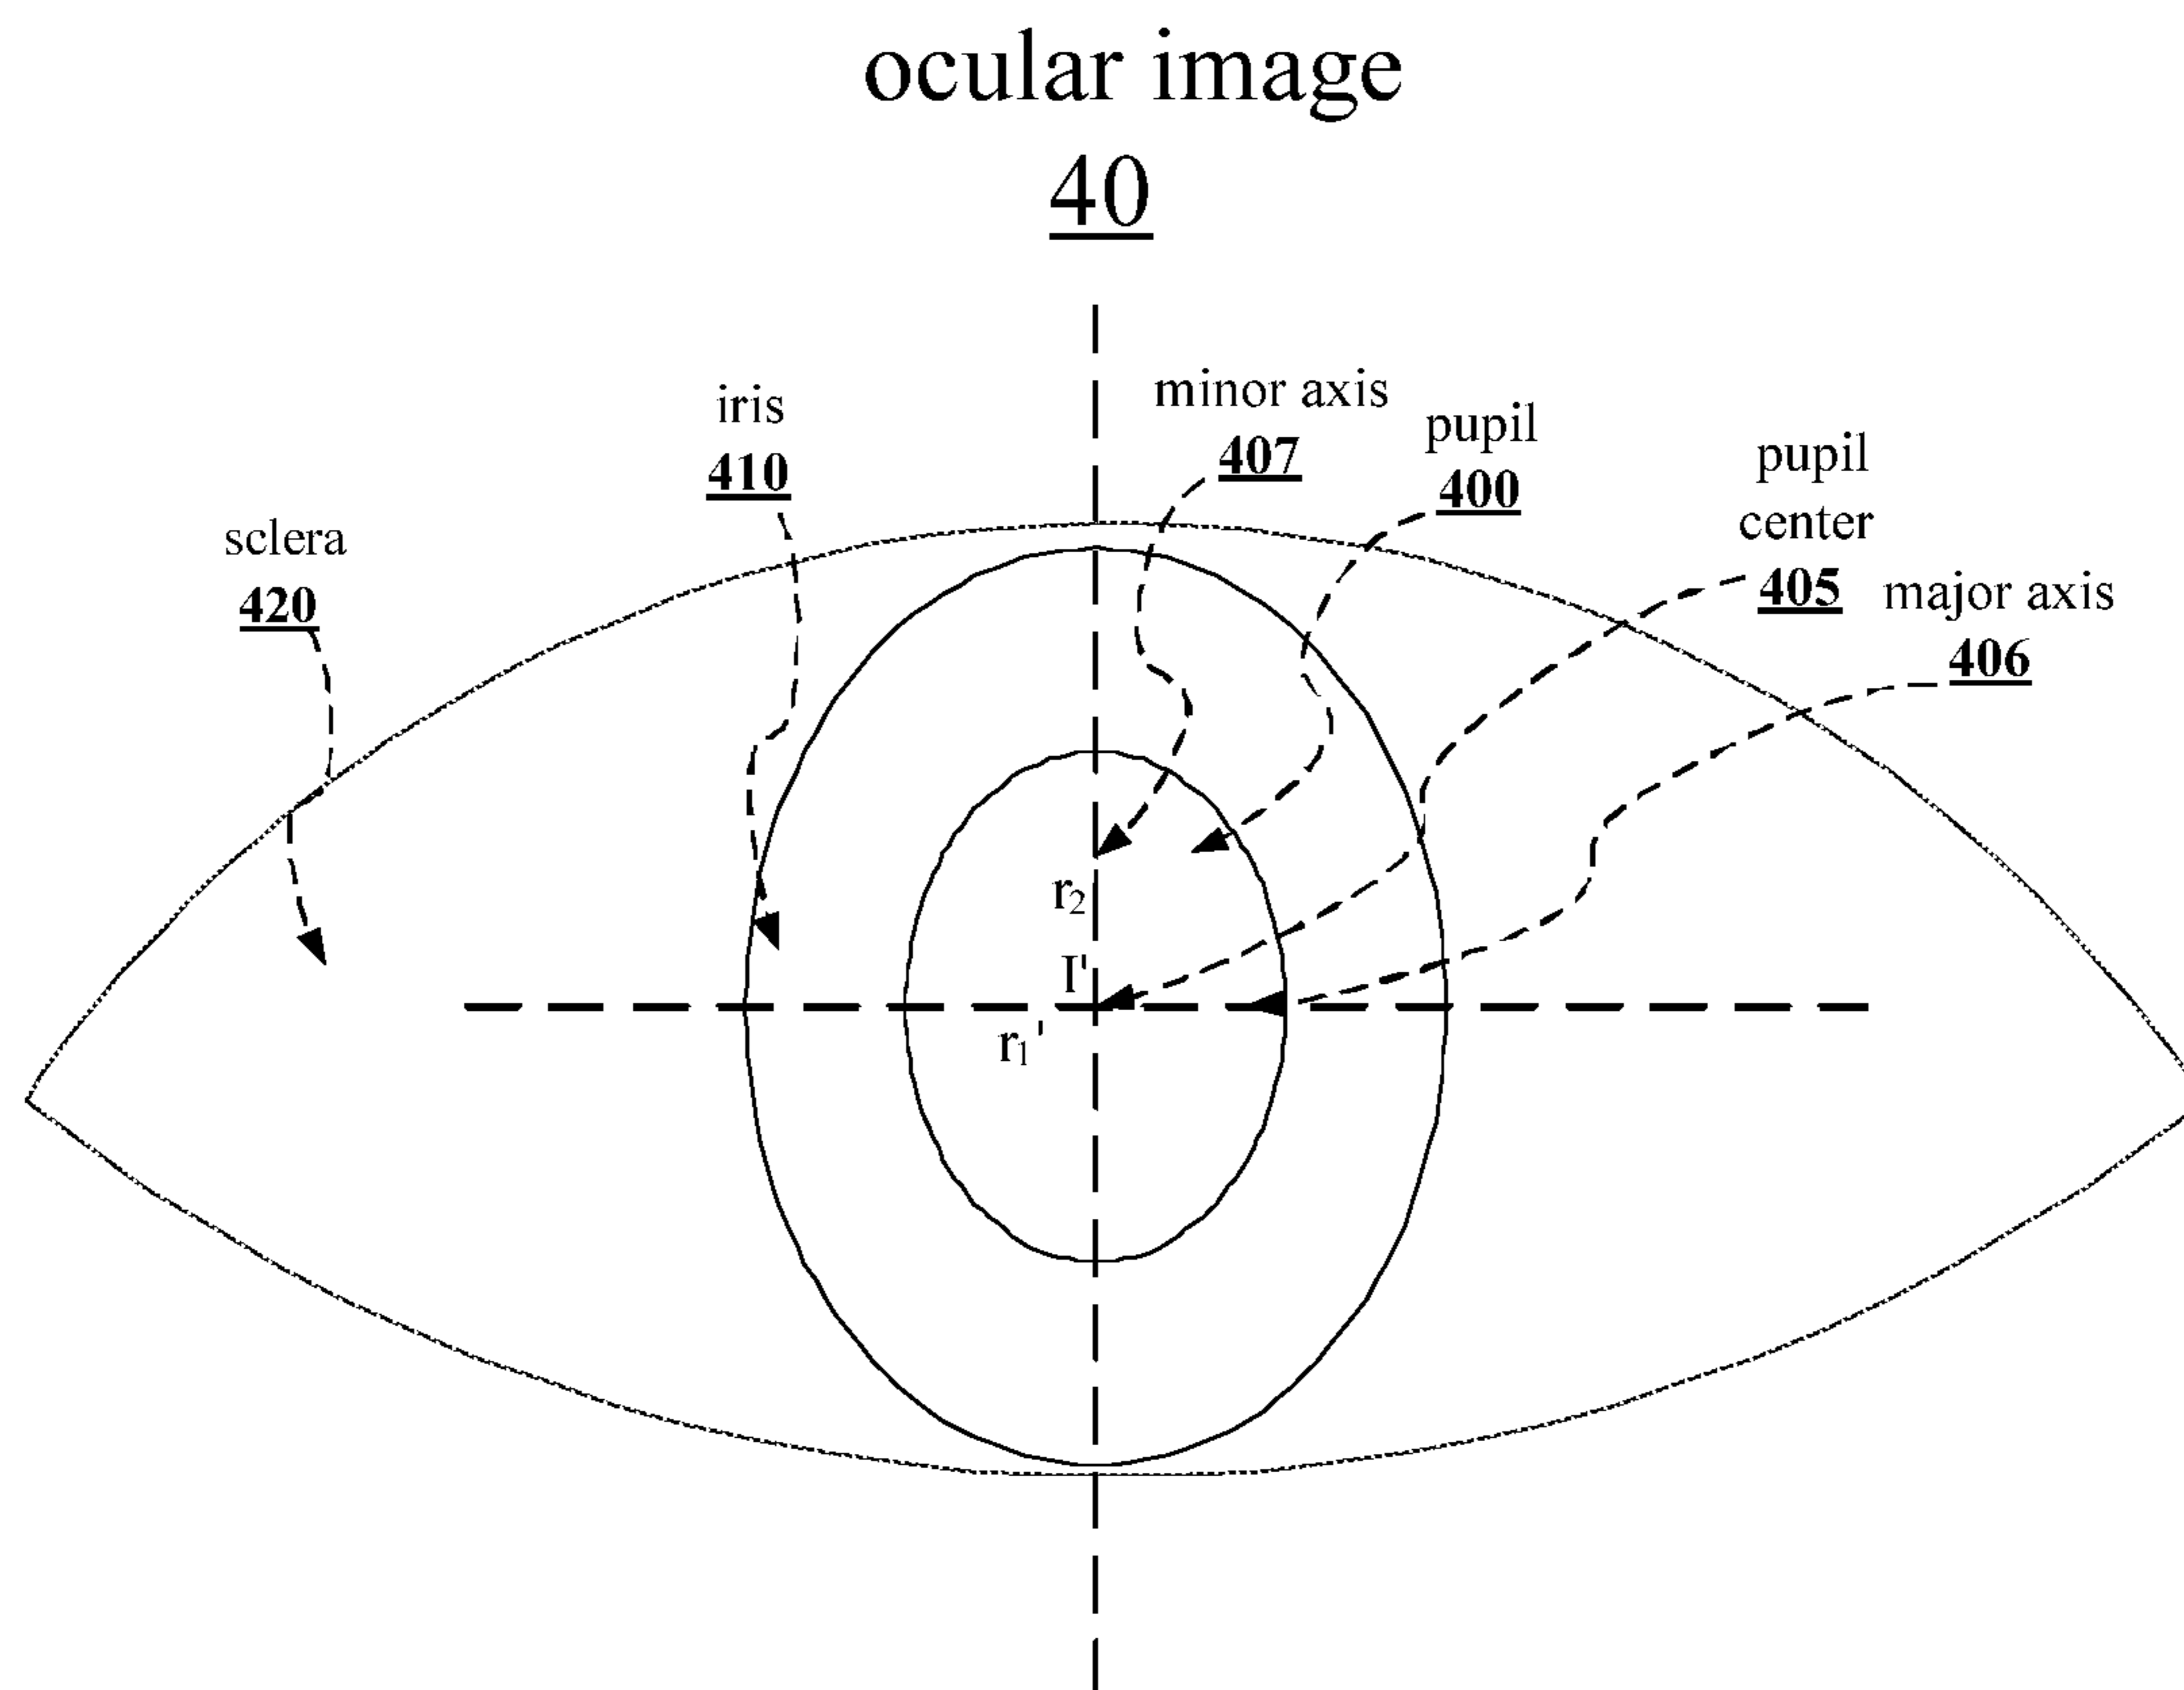 ocular image
40
iris
410
minor axis
407
pupil
400
pupil
center
405
major axis
406
sclera
420
r₂
I'
r₁'